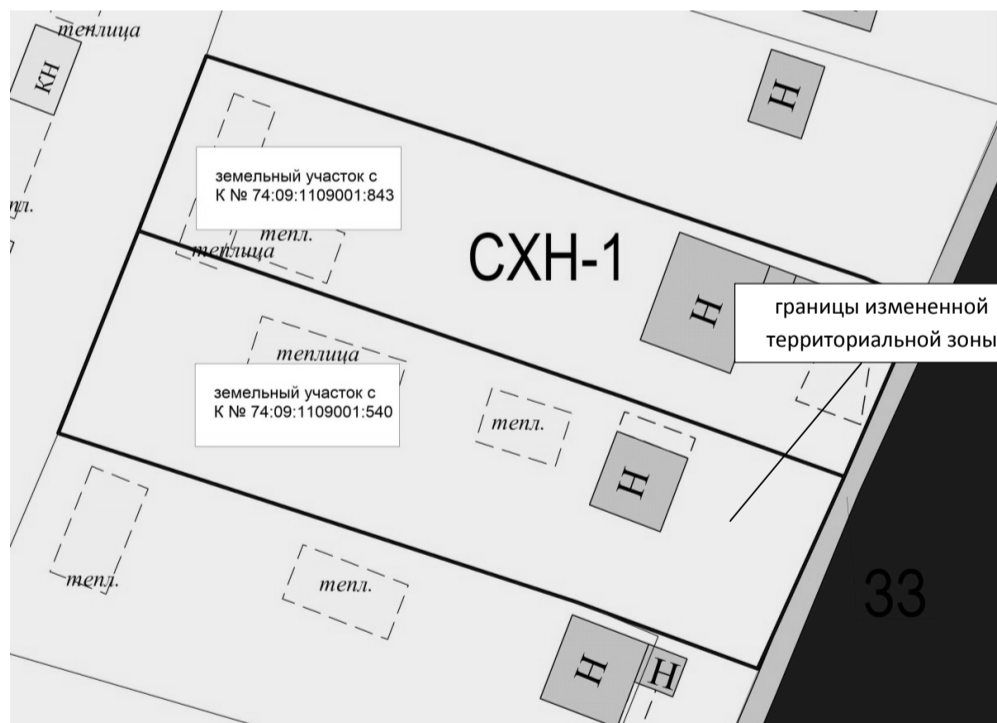 теплица
КН
Н
земельный участок с
К № 74:09:1109001:843
пл.
тепл.
теплица
СХН-1
Н
границы измененной
территориальной зоны
теплица
земельный участок с
К № 74:09:1109001:540
тепл.
Н
тепл.
тепл.
33
Н
Н